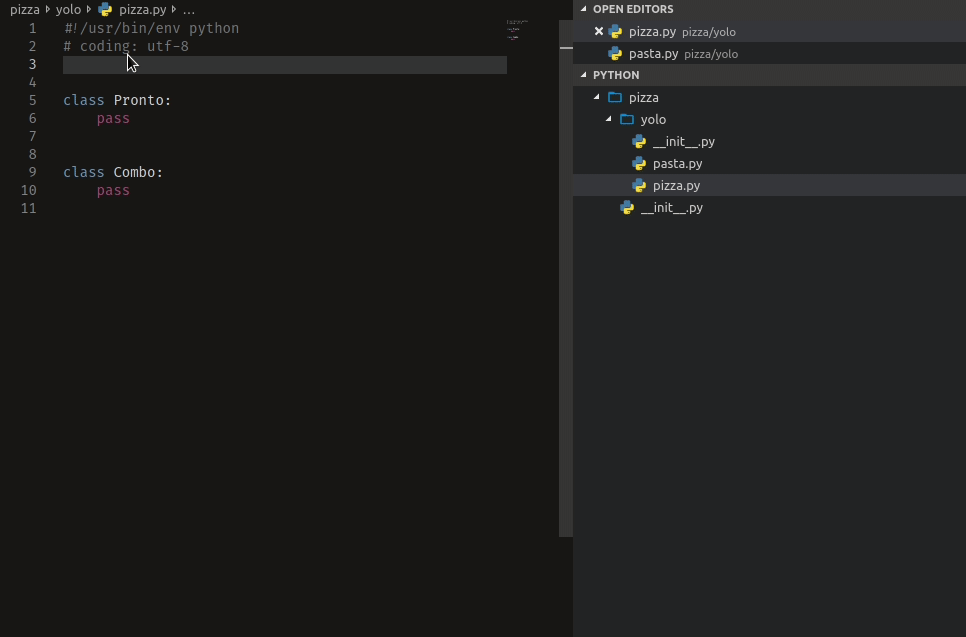 pizza yolo pizza.py ...
1 #!/usr/bin/env python
2 # coding: utf-8
3
4
5 class Pronto:
6 pass
7
8
9 class Combo:
10 pass
11
OPEN EDITORS
pizza.py pizza/yolo
pasta.py pizza/yolo
PYTHON
pizza
yolo
__init__.py
pasta.py
pizza.py
__init__.py